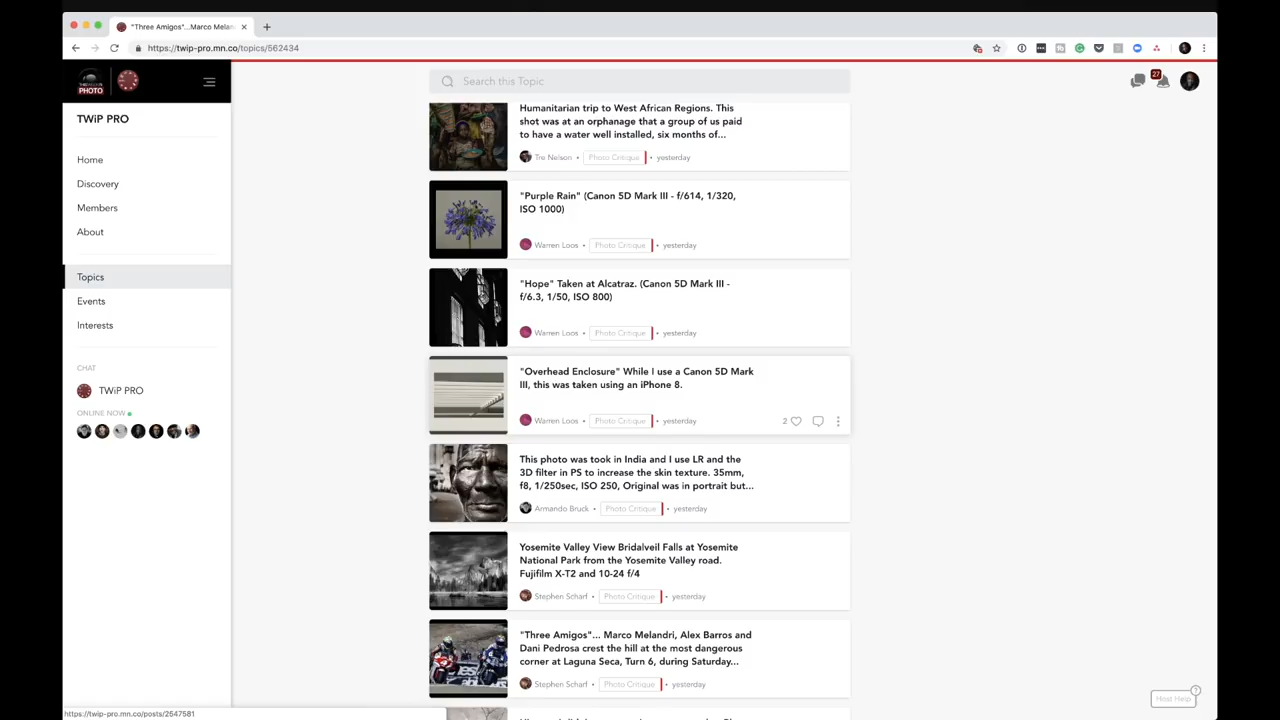 "Three Amigos"...Marco Melan
https://twip-pro.mn.co/topics/562434
PHOTO
Search this Topic
27
TWiP PRO
Home
Discovery
Members
About
Topics
Events
Interests
CHAT
TWiP PRO
ONLINE NOW
Humanitarian trip to West African Regions. This
shot was at an orphanage that a group of us paid
to have a water well installed, six months of...
Tre Nelson • Photo Critique • yesterday
"Purple Rain" (Canon 5D Mark III - f/614, 1/320,
ISO 1000)
Warren Loos • Photo Critique • yesterday
"Hope" Taken at Alcatraz. (Canon 5D Mark III -
f/6.3, 1/50, ISO 800)
Warren Loos • Photo Critique • yesterday
"Overhead Enclosure" While I use a Canon 5D Mark
III, this was taken using an iPhone 8.
Warren Loos • Photo Critique • yesterday
2
This photo was took in India and I use LR and the
3D filter in PS to increase the skin texture. 35mm,
f8, 1/250sec, ISO 250, Original was in portrait but...
Armando Bruck • Photo Critique • yesterday
Yosemite Valley View Bridalveil Falls at Yosemite
National Park from the Yosemite Valley road.
Fujifilm X-T2 and 10-24 f/4
Stephen Scharf • Photo Critique • yesterday
"Three Amigos"... Marco Melandri, Alex Barros and
Dani Pedrosa crest the hill at the most dangerous
corner at Laguna Seca, Turn 6, during Saturday...
Stephen Scharf • Photo Critique • yesterday
Host Help
?
https://twip-pro.mn.co/posts/2547581